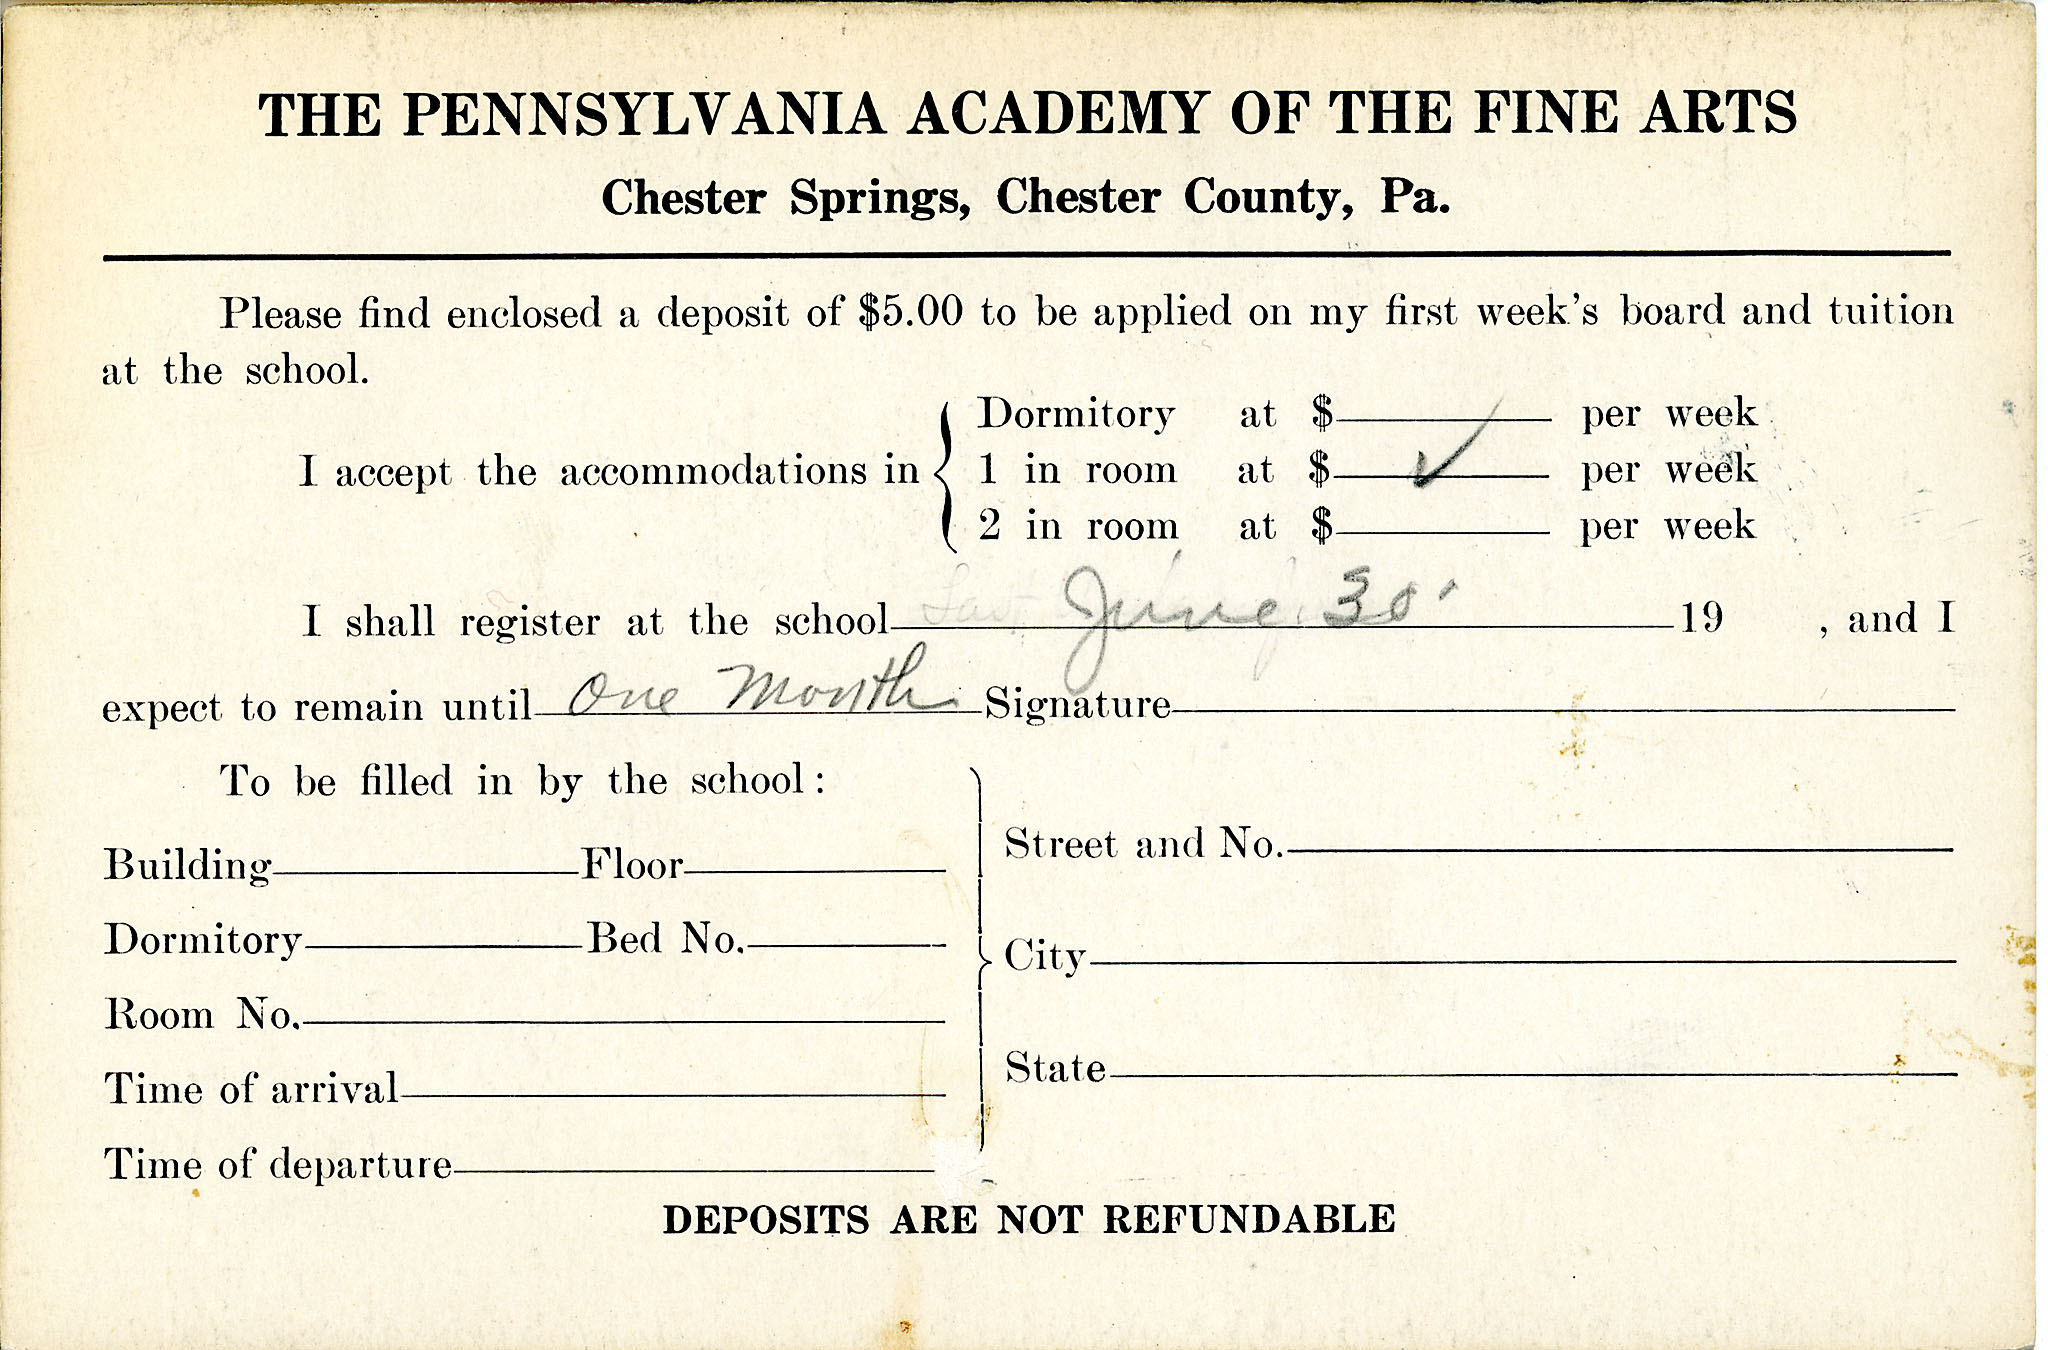 THE PENNSYLVANIA ACADEMY OF THE FINE ARTS
Chester Springs, Chester County, Pa.
Please find enclosed a deposit of $5.00 to be applied on my first week's board and tuition
at the school.
I accept the accommodations in
Dormitory at $ per week
1 in room at $ ✓ per week
2 in room at $ per week
I shall register at the school June 30 19 , and I
expect to remain until One Month Signature
To be filled in by the school:
Building Floor
Dormitory Bed No.
Room No.
Time of arrival
Time of departure
Street and No.
City
State
DEPOSITS ARE NOT REFUNDABLE